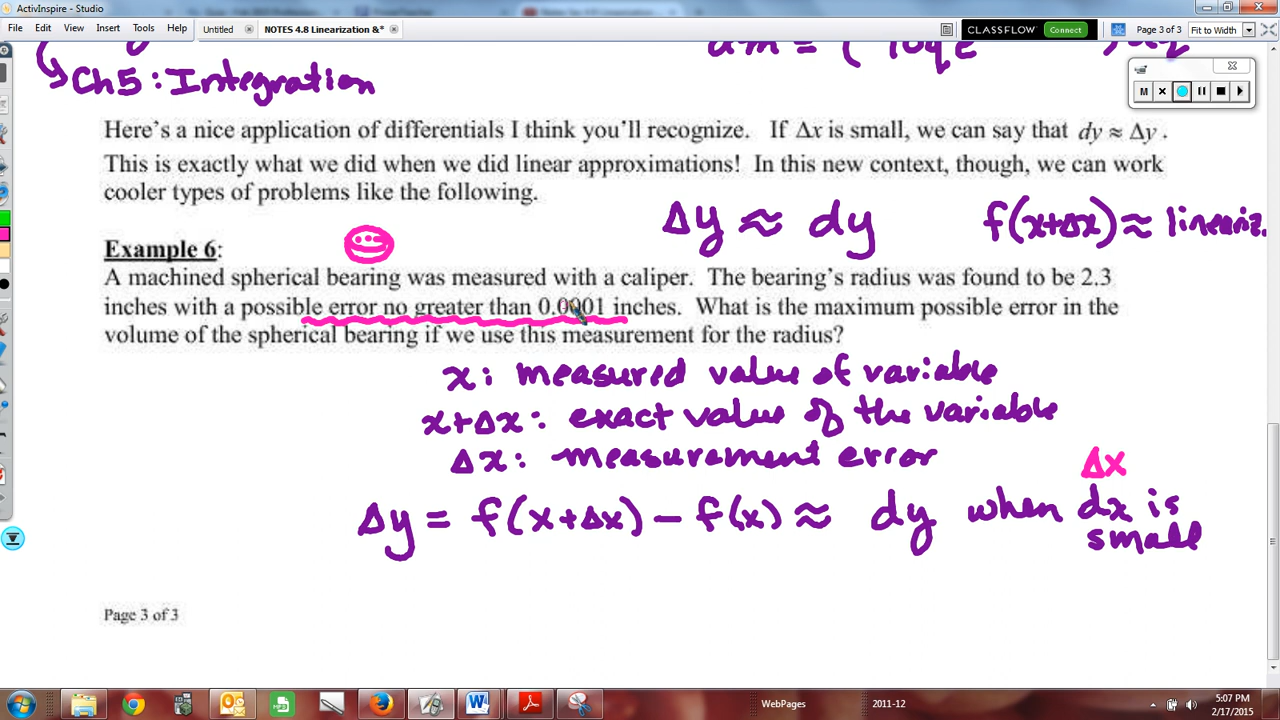 ActivInspire - Studio
File Edit View Insert Tools Help Untitled NOTES 4.8 Linearization &* CLASSFLOW Connect Page 3 of 3 Fit to Width
Ch5: Integration
M
Here's a nice application of differentials I think you'll recognize. If Δx is small, we can say that dy ≈ Δy.
This is exactly what we did when we did linear approximations! In this new context, though, we can work
cooler types of problems like the following.
Δy ≈ dy f(x+Δx) ≈ lineariz.
Example 6:
A machined spherical bearing was measured with a caliper. The bearing's radius was found to be 2.3
inches with a possible error no greater than 0.0001 inches. What is the maximum possible error in the
volume of the spherical bearing if we use this measurement for the radius?
x: measured value of variable
x+Δx: exact value of the variable
Δx: measurement error
Δx
Δy = f(x+Δx) - f(x) ≈ dy when dx is
small
Page 3 of 3
WebPages 2011-12 5:07 PM
2/17/2015